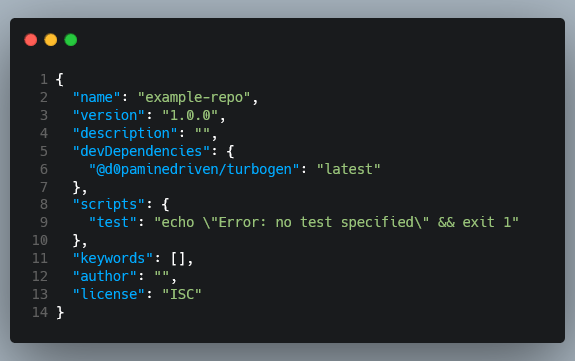 1 {
2   "name": "example-repo",
3   "version": "1.0.0",
4   "description": "",
5   "devDependencies": {
6     "@d0paminedriven/turbogen": "latest"
7   },
8   "scripts": {
9     "test": "echo \"Error: no test specified\" && exit 1"
10   },
11   "keywords": [],
12   "author": "",
13   "license": "ISC"
14 }